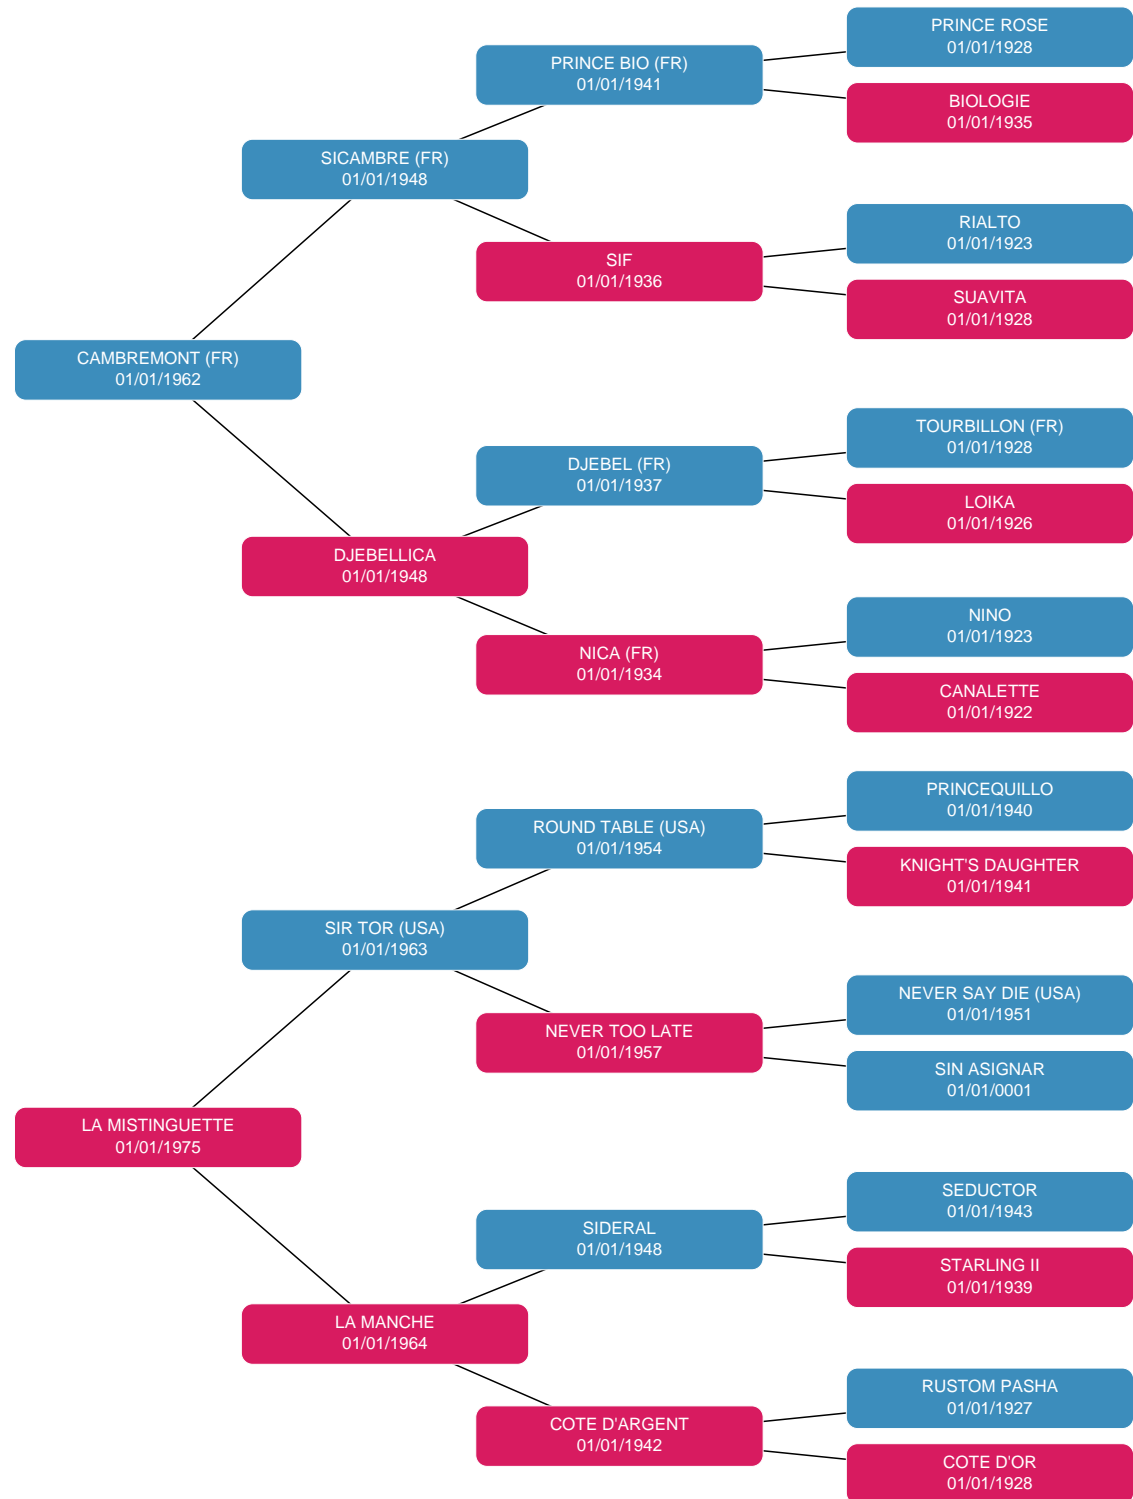 PRINCE ROSE
01/01/1928
PRINCE BIO (FR)
01/01/1941
BIOLOGIE
01/01/1935
SICAMBRE (FR)
01/01/1948
RIALTO
01/01/1923
SIF
01/01/1936
SUAVITA
01/01/1928
CAMBREMONT (FR)
01/01/1962
TOURBILLON (FR)
01/01/1928
DJEBEL (FR)
01/01/1937
LOIKA
01/01/1926
DJEBELLICA
01/01/1948
NINO
01/01/1923
NICA (FR)
01/01/1934
CANALETTE
01/01/1922
PRINCEQUILLO
01/01/1940
ROUND TABLE (USA)
01/01/1954
KNIGHT'S DAUGHTER
01/01/1941
SIR TOR (USA)
01/01/1963
NEVER SAY DIE (USA)
01/01/1951
NEVER TOO LATE
01/01/1957
SIN ASIGNAR
01/01/0001
LA MISTINGUETTE
01/01/1975
SEDUCTOR
01/01/1943
SIDERAL
01/01/1948
STARLING II
01/01/1939
LA MANCHE
01/01/1964
RUSTOM PASHA
01/01/1927
COTE D'ARGENT
01/01/1942
COTE D'OR
01/01/1928